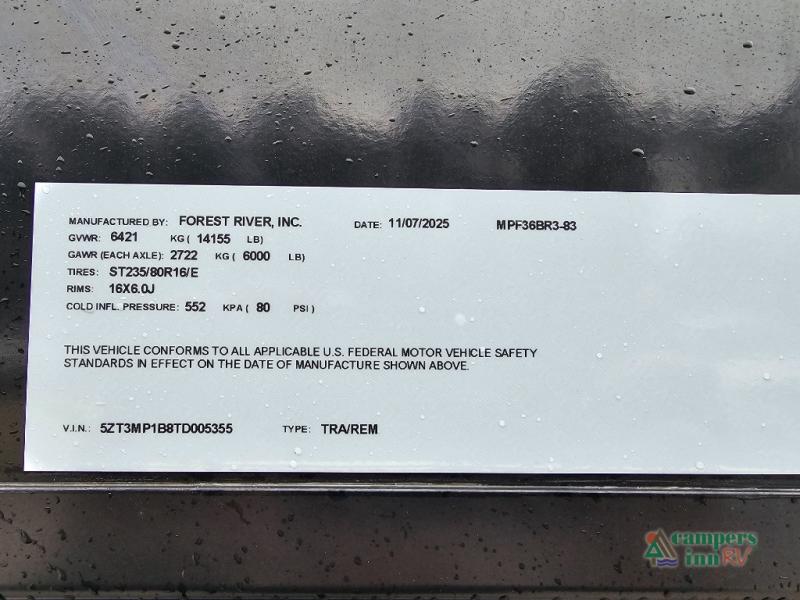 MANUFACTURED BY: FOREST RIVER, INC. DATE: 11/07/2025 MPF36BR3-83
GVWR: 6421 KG ( 14155 LB)
GAWR (EACH AXLE): 2722 KG ( 6000 LB)
TIRES: ST235/80R16/E
RIMS: 16X6.0J
COLD INFL. PRESSURE: 552 KPA ( 80 PSI )
THIS VEHICLE CONFORMS TO ALL APPLICABLE U.S. FEDERAL MOTOR VEHICLE SAFETY
STANDARDS IN EFFECT ON THE DATE OF MANUFACTURE SHOWN ABOVE.
V.I.N.: 5ZT3MP1B8TD005355 TYPE: TRA/REM
campers
inn RV